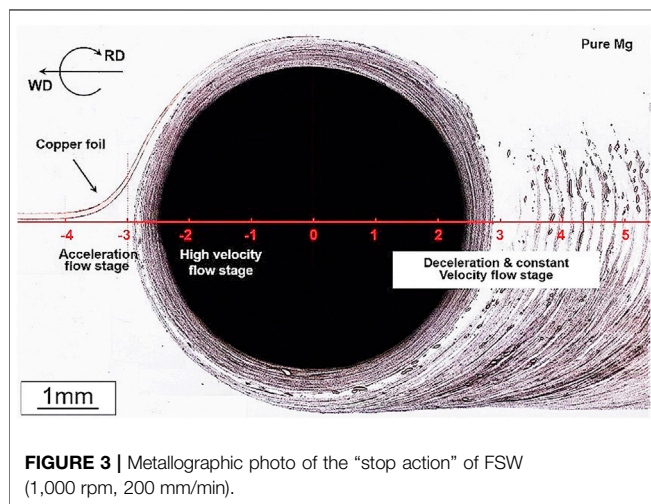 Pure Mg
RD
WD
Copper foil
-4 -3 -2 -1 0 1 2 3 4 5
Acceleration
flow stage
High velocity
flow stage
Deceleration & constant
Velocity flow stage
1mm
FIGURE 3 | Metallographic photo of the “stop action” of FSW
(1,000 rpm, 200 mm/min).